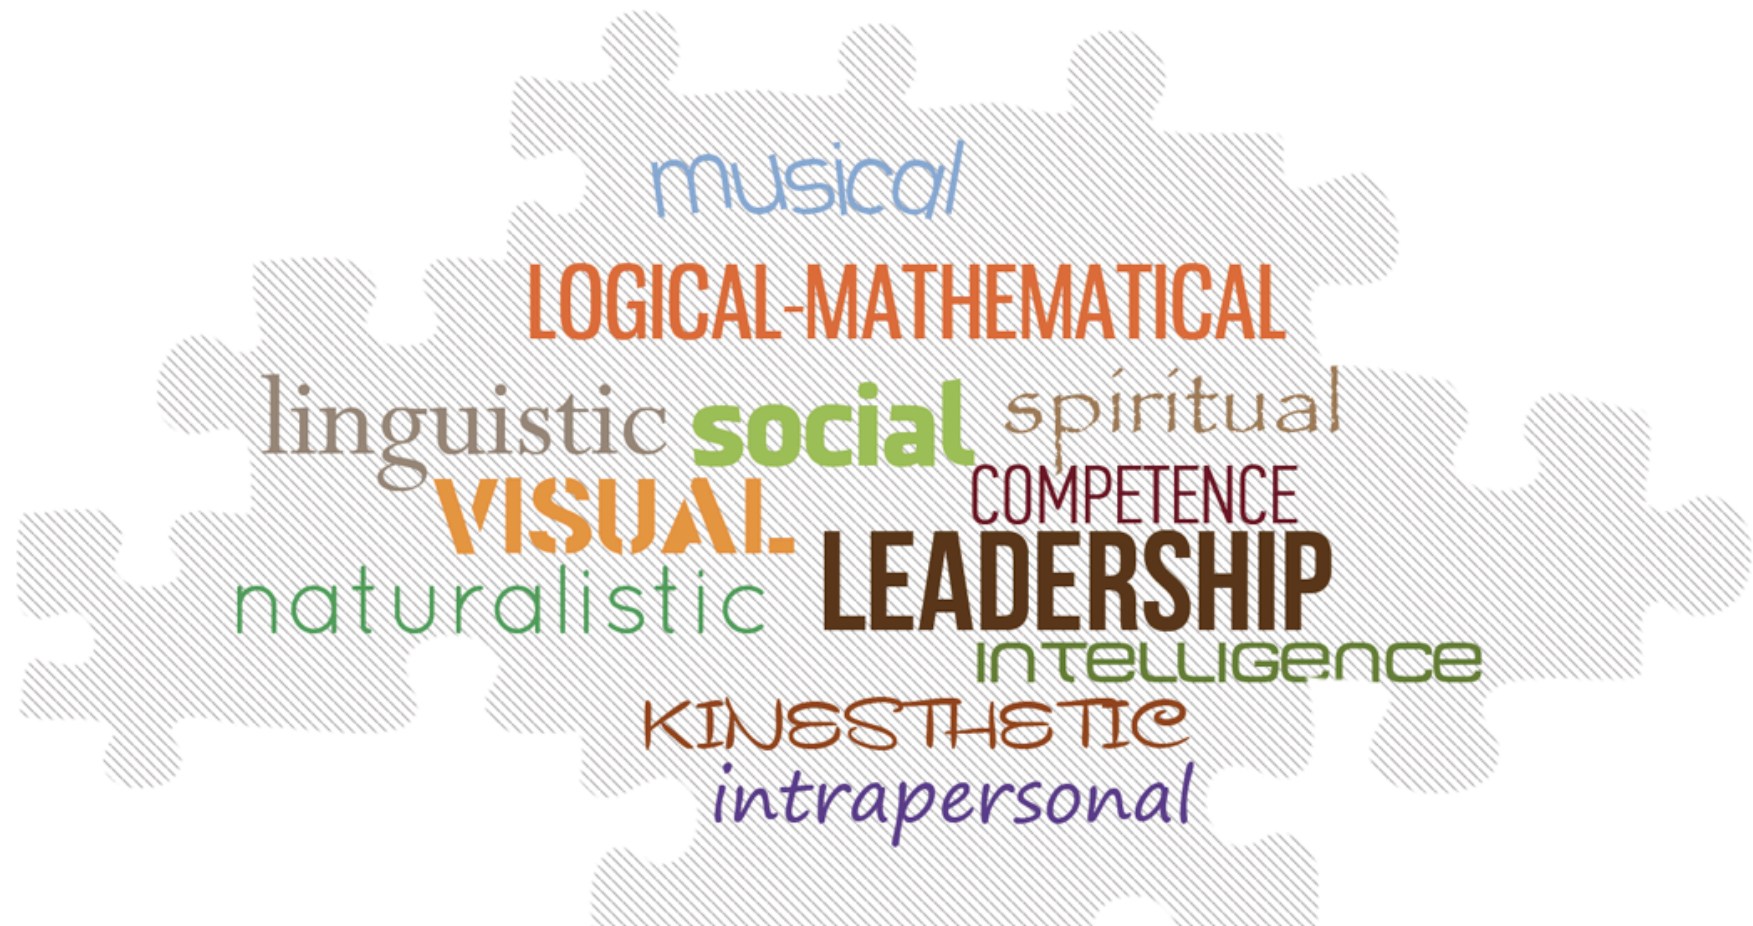 musical
LOGICAL-MATHEMATICAL
linguistic social spiritual
VISUAL COMPETENCE
naturalistic LEADERSHIP
INTELLIGENCE
KINESTHETIC
intrapersonal